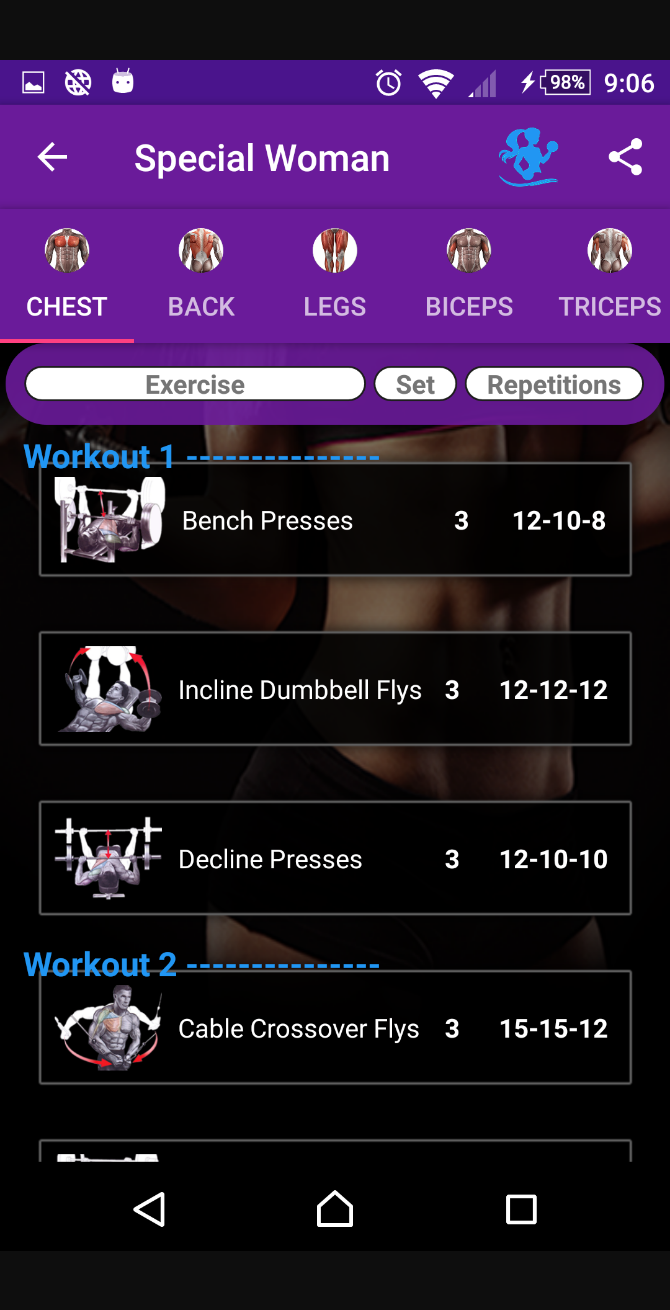 98% 9:06
Special Woman
CHEST BACK LEGS BICEPS TRICEPS
Exercise Set Repetitions
Workout 1 ---------------
Bench Presses 3 12-10-8
Incline Dumbbell Flys 3 12-12-12
Decline Presses 3 12-10-10
Workout 2 ---------------
Cable Crossover Flys 3 15-15-12